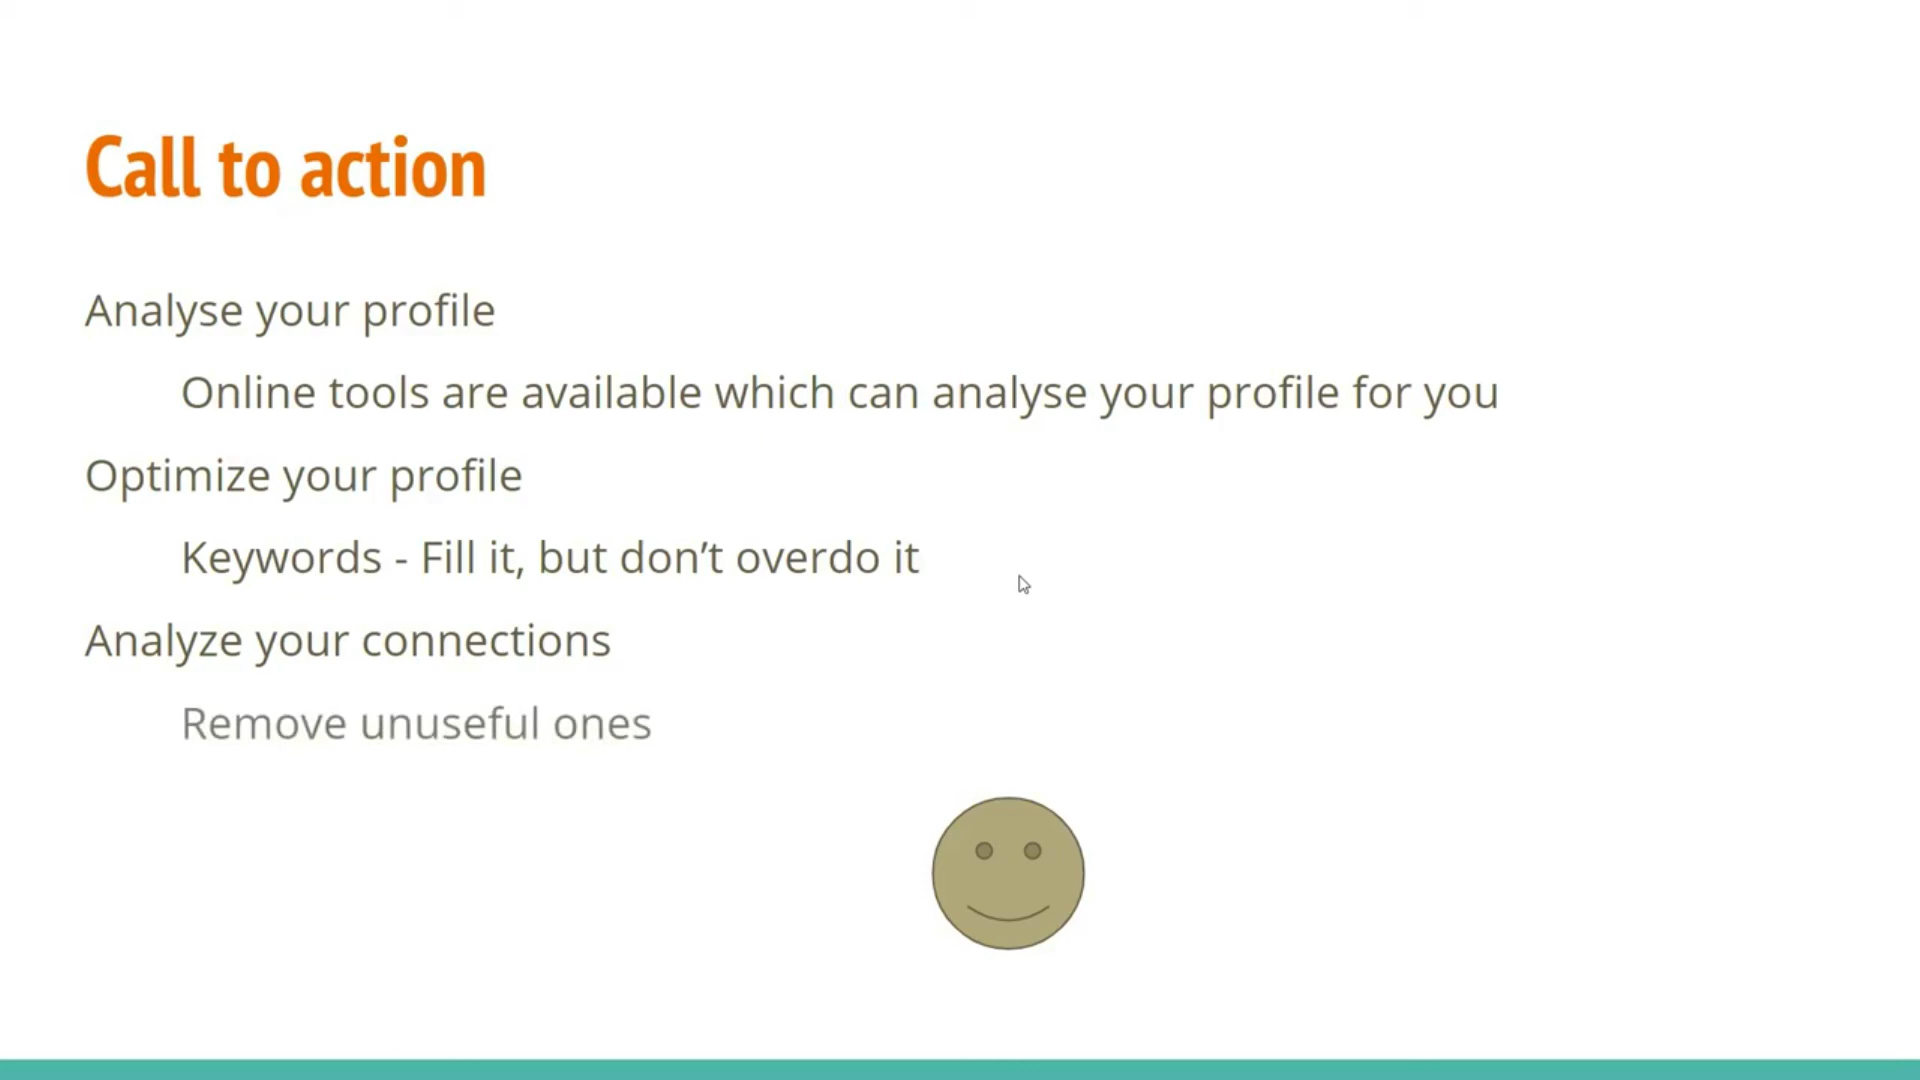 Call to action
Analyse your profile
Online tools are available which can analyse your profile for you
Optimize your profile
Keywords - Fill it, but don’t overdo it
Analyze your connections
Remove unuseful ones